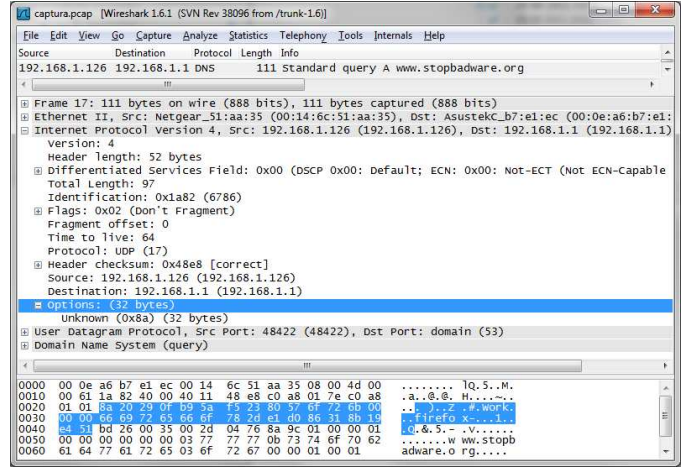 captura.pcap [Wireshark 1.6.1 (SVN Rev 38096 from /trunk-1.6)]
File Edit View Go Capture Analyze Statistics Telephony Tools Internals Help
Source Destination Protocol Length Info
192.168.1.126 192.168.1.1 DNS 111 Standard query A www.stopbadware.org
Frame 17: 111 bytes on wire (888 bits), 111 bytes captured (888 bits)
Ethernet II, Src: Netgear_51:aa:35 (00:14:6c:51:aa:35), Dst: AsustekC_b7:e1:ec (00:0e:a6:b7:e1:
Internet Protocol Version 4, Src: 192.168.1.126 (192.168.1.126), Dst: 192.168.1.1 (192.168.1.1)
Version: 4
Header length: 52 bytes
Differentiated Services Field: 0x00 (DSCP 0x00: Default; ECN: 0x00: Not-ECT (Not ECN-Capable
Total Length: 97
Identification: 0x1a82 (6786)
Flags: 0x02 (Don't Fragment)
Fragment offset: 0
Time to live: 64
Protocol: UDP (17)
Header checksum: 0x48e8 [correct]
Source: 192.168.1.126 (192.168.1.126)
Destination: 192.168.1.1 (192.168.1.1)
Options: (32 bytes)
Unknown (0x8a) (32 bytes)
User Datagram Protocol, Src Port: 48422 (48422), Dst Port: domain (53)
Domain Name System (query)
0000 00 0e a6 b7 e1 ec 00 14 6c 51 aa 35 08 00 4d 00 ........ lQ.5..M.
0010 00 61 1a 82 40 00 40 11 48 e8 c0 a8 01 7e c0 a8 .a..@.@. H....~..
0020 01 01 8a 20 29 0f b9 5a f5 23 80 57 6f 72 6b 00 ... )..Z .#.Work.
0030 00 00 66 69 72 65 66 6f 78 2d e1 d0 86 31 8b 19 ..firefo x-...1..
0040 e4 51 bd 26 00 35 00 2d 04 76 8a 9c 01 00 00 01 .Q.&.5.- .v......
0050 00 00 00 00 00 00 03 77 77 77 0b 73 74 6f 70 62 .......w ww.stopb
0060 61 64 77 61 72 65 03 6f 72 67 00 00 01 00 01 adware.o rg.....